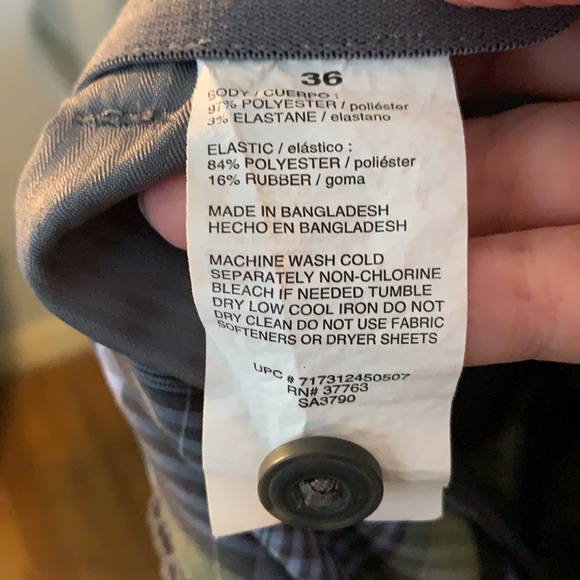 36
BODY / CUERPO :
97% POLYESTER / poliéster
3% ELASTANE / elastano
ELASTIC / elástico :
84% POLYESTER / poliéster
16% RUBBER / goma
MADE IN BANGLADESH
HECHO EN BANGLADESH
MACHINE WASH COLD
SEPARATELY NON-CHLORINE
BLEACH IF NEEDED TUMBLE
DRY LOW COOL IRON DO NOT
DRY CLEAN DO NOT USE FABRIC
SOFTENERS OR DRYER SHEETS
UPC # 717312450507
RN# 37763
SA3790